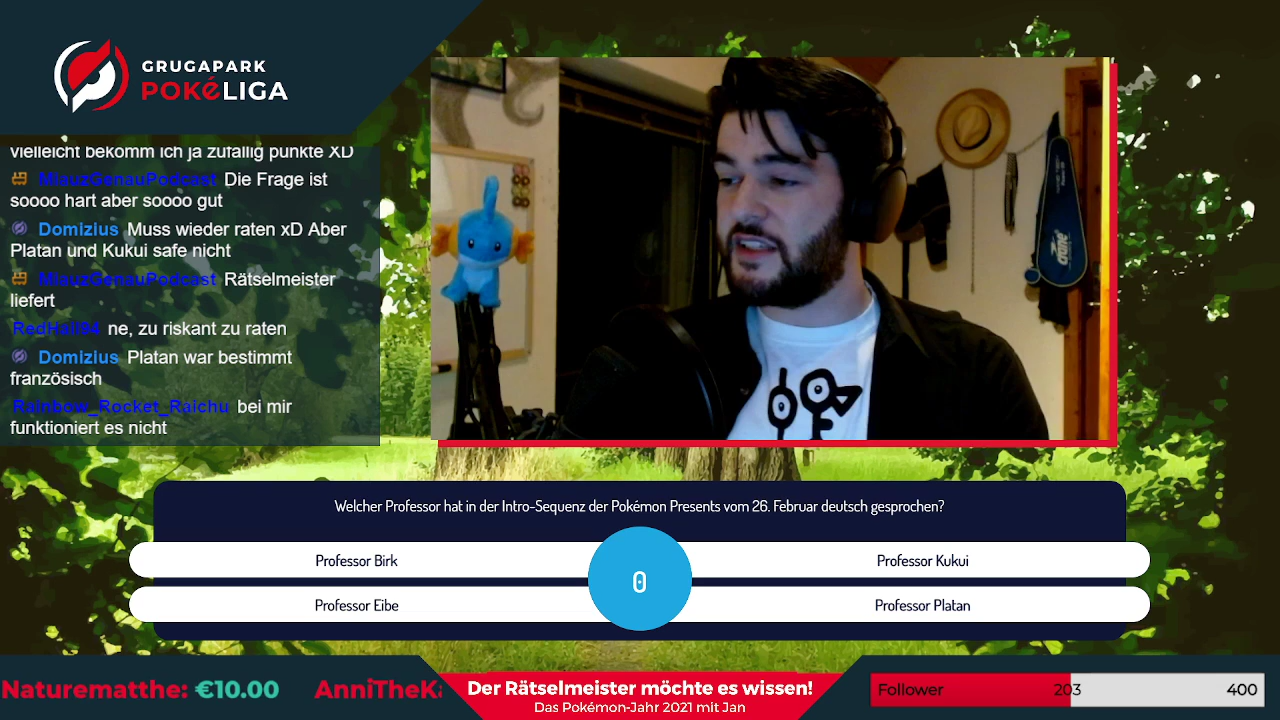 GRUGAPARK
POKéLIGA
vielleicht bekomm ich ja zufällig punkte XD
MiauzGenauPodcast Die Frage ist
soooo hart aber soooo gut
Domizius Muss wieder raten xD Aber
Platan und Kukui safe nicht
MiauzGenauPodcast Rätselmeister
liefert
RedHail94 ne, zu riskant zu raten
Domizius Platan war bestimmt
französisch
Rainbow_Rocket_Raichu bei mir
funktioniert es nicht
Welcher Professor hat in der Intro-Sequenz der Pokémon Presents vom 26. Februar deutsch gesprochen?
Professor Birk
Professor Kukui
0
Professor Eibe
Professor Platan
Naturematthe: €10.00
AnniTheKa
Der Rätselmeister möchte es wissen!
Das Pokémon-Jahr 2021 mit Jan
Follower
203
400